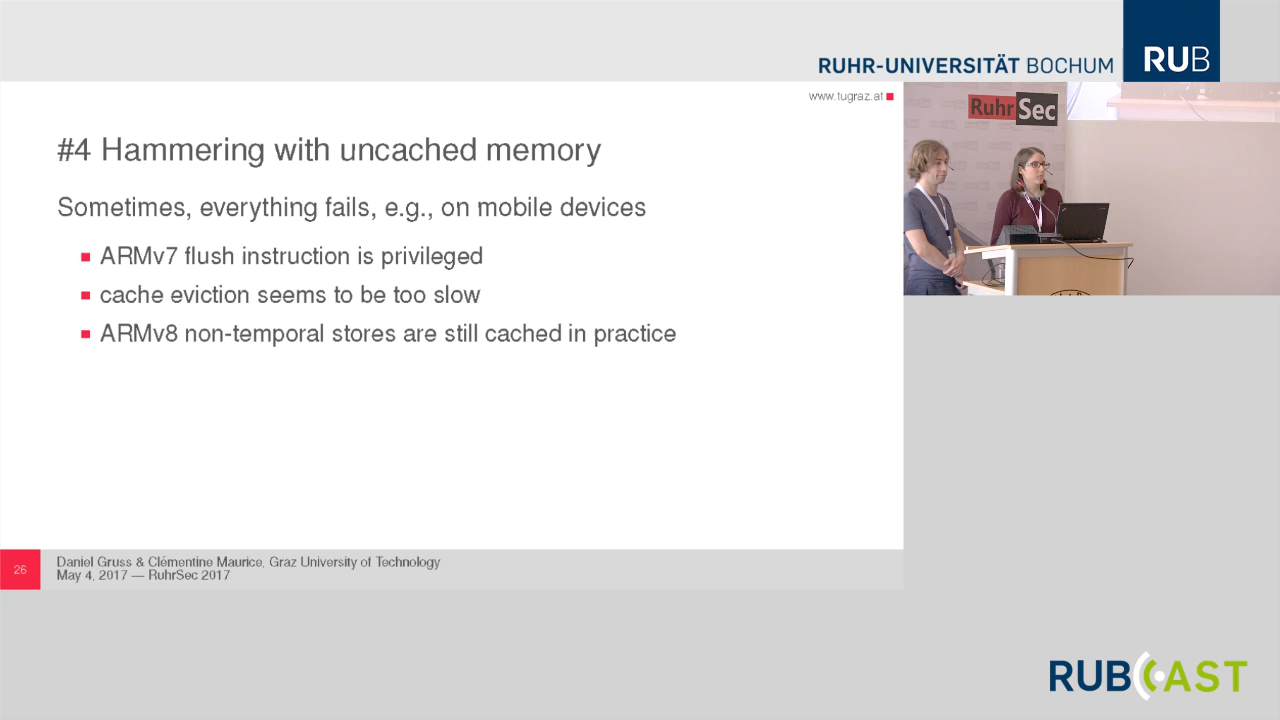 RUHR-UNIVERSITÄT BOCHUM
RUB
www.tugraz.at
RuhrSec
#4 Hammering with uncached memory
Sometimes, everything fails, e.g., on mobile devices
ARMv7 flush instruction is privileged
cache eviction seems to be too slow
ARMv8 non-temporal stores are still cached in practice
26
Daniel Gruss & Clémentine Maurice, Graz University of Technology
May 4, 2017 — RuhrSec 2017
RUBCAST